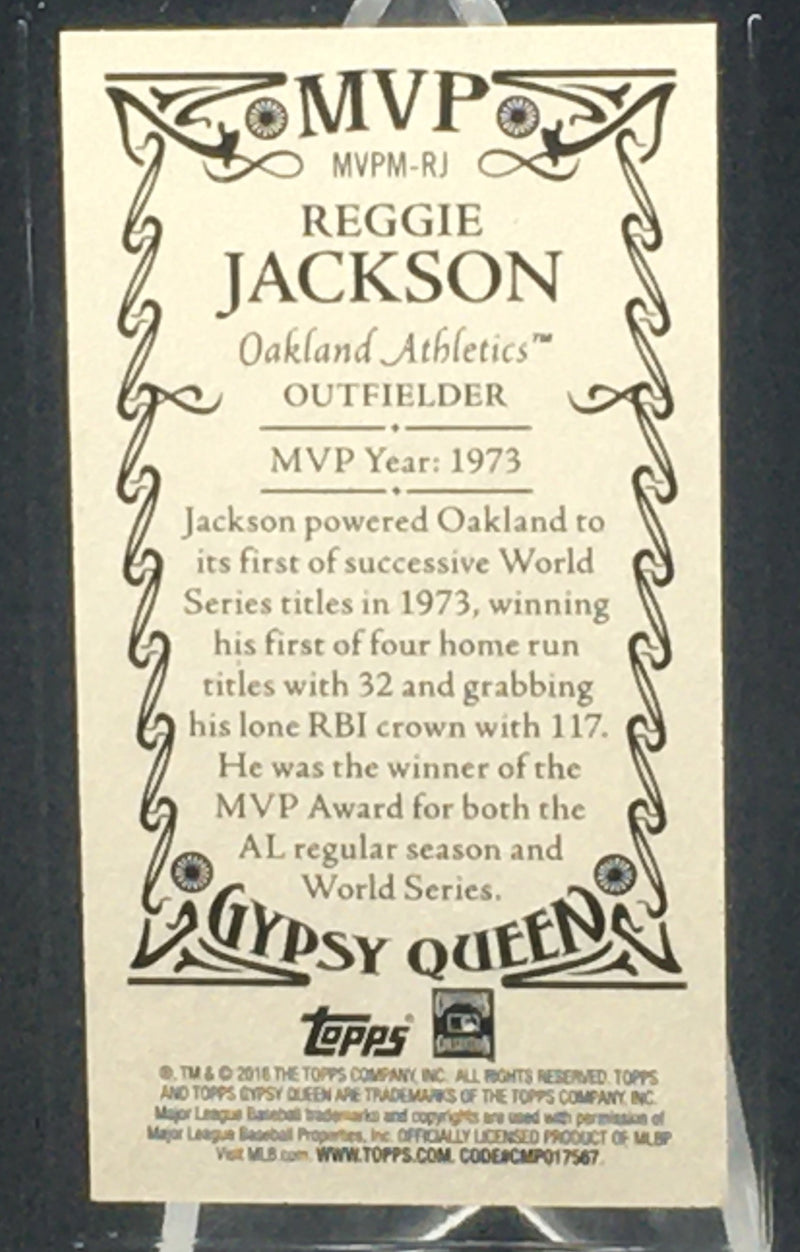 MVP
MVPM-RJ
REGGIE
JACKSON
Oakland Athletics™
OUTFIELDER
MVP Year: 1973
Jackson powered Oakland to
its first of successive World
Series titles in 1973, winning
his first of four home run
titles with 32 and grabbing
his lone RBI crown with 117.
He was the winner of the
MVP Award for both the
AL regular season and
World Series.
GYPSY QUEEN
topps®
COLLECTION
®, TM & © 2016 THE TOPPS COMPANY, INC. ALL RIGHTS RESERVED. TOPPS
AND TOPPS GYPSY QUEEN ARE TRADEMARKS OF THE TOPPS COMPANY, INC.
Major League Baseball trademarks and copyrights are used with permission of
Major League Baseball Properties, Inc. OFFICIALLY LICENSED PRODUCT OF MLBP
Visit MLB.com. WWW.TOPPS.COM. CODE#CMP017567